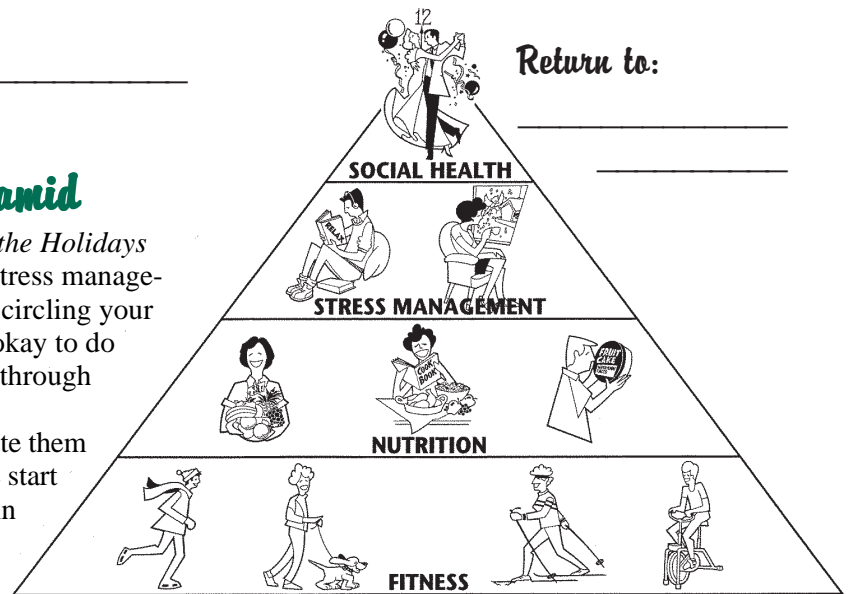 Return to:
amid
the Holidays
tress manage-
circling your
okay to do
through
te them
start
n
12
SOCIAL HEALTH
RELAX
STRESS MANAGEMENT
COOK
BOOK
FRUIT
CAKE
NUTRITION
FITNESS